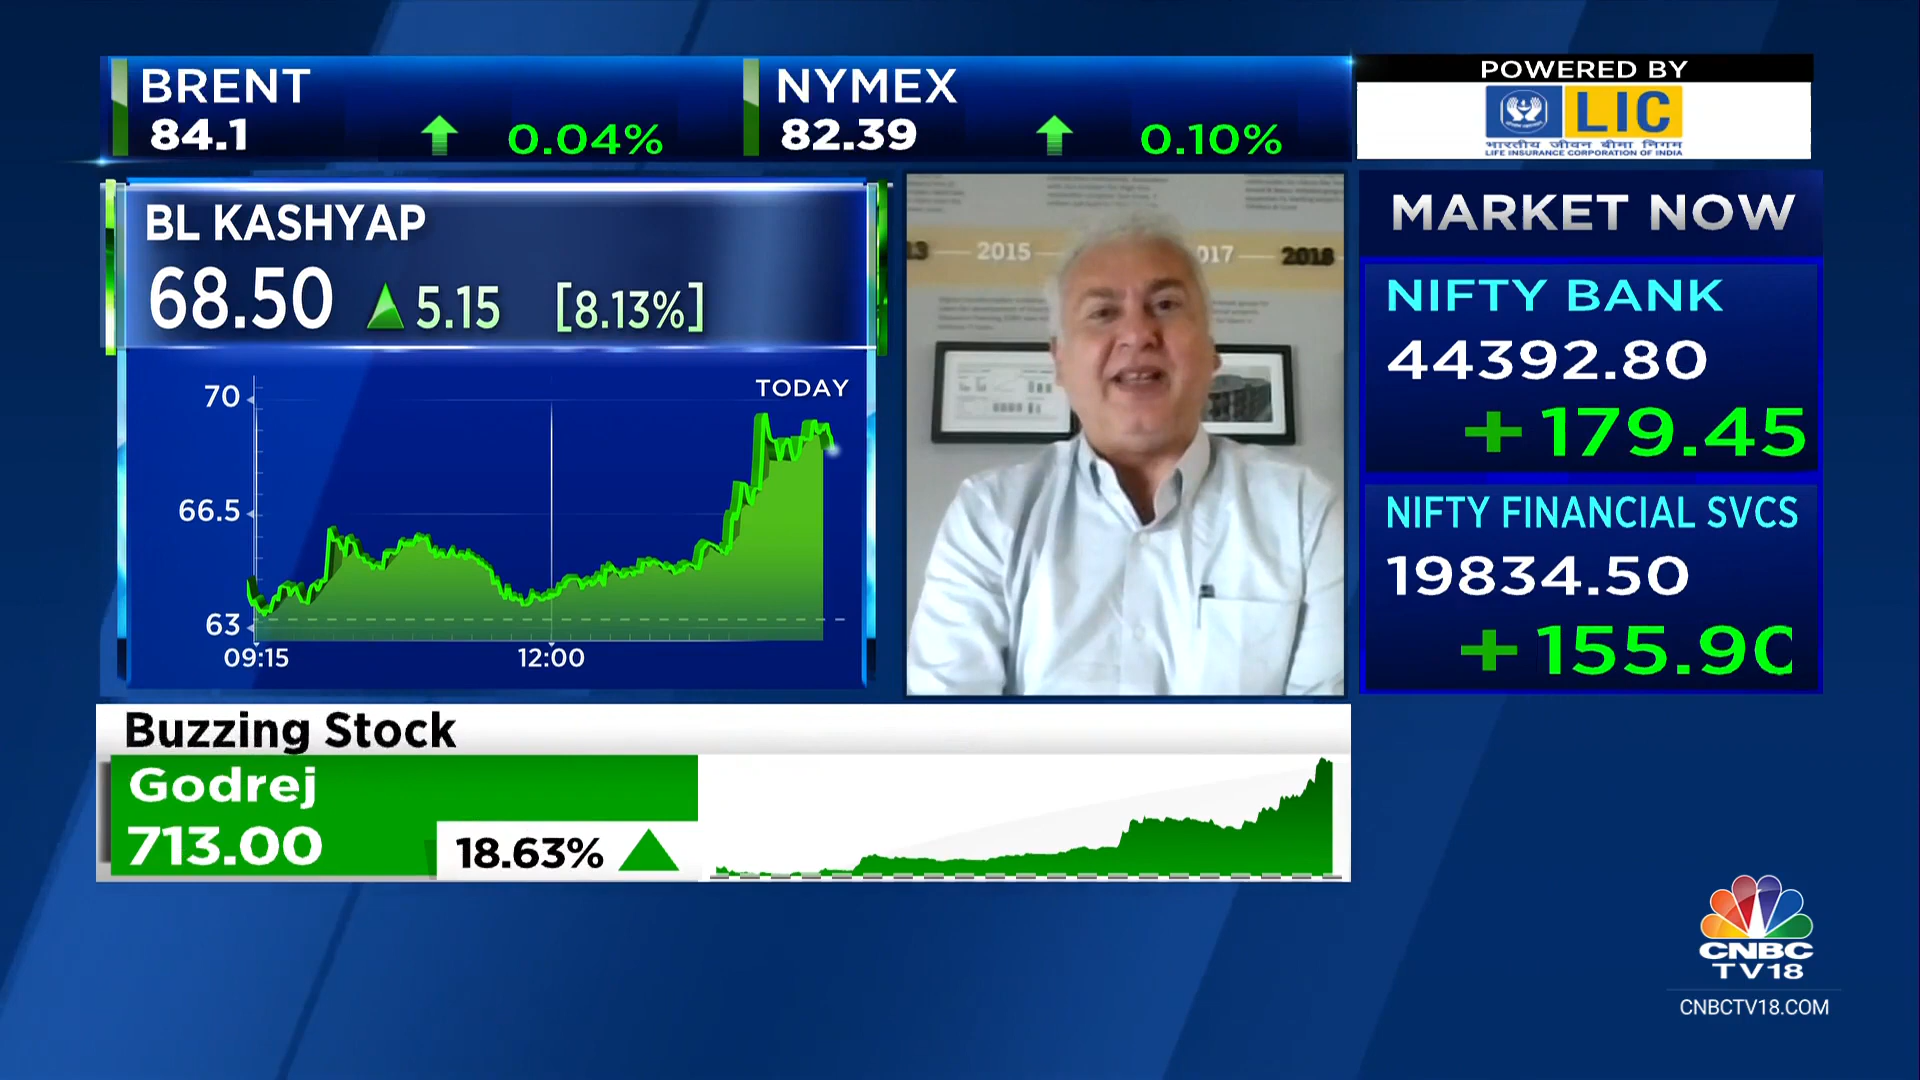 BRENT
84.1
0.04%
NYMEX
82.39
0.10%
POWERED BY
LIC
भारतीय जीवन बीमा निगम
LIFE INSURANCE CORPORATION OF INDIA
BL KASHYAP
68.50 5.15 [8.13%]
TODAY
70
66.5
63
09:15 12:00
2015
017
2018
MARKET NOW
NIFTY BANK
44392.80
+179.45
NIFTY FINANCIAL SVCS
19834.50
+155.90
Buzzing Stock
Godrej
713.00
18.63%
CNBC
TV18
CNBCTV18.COM